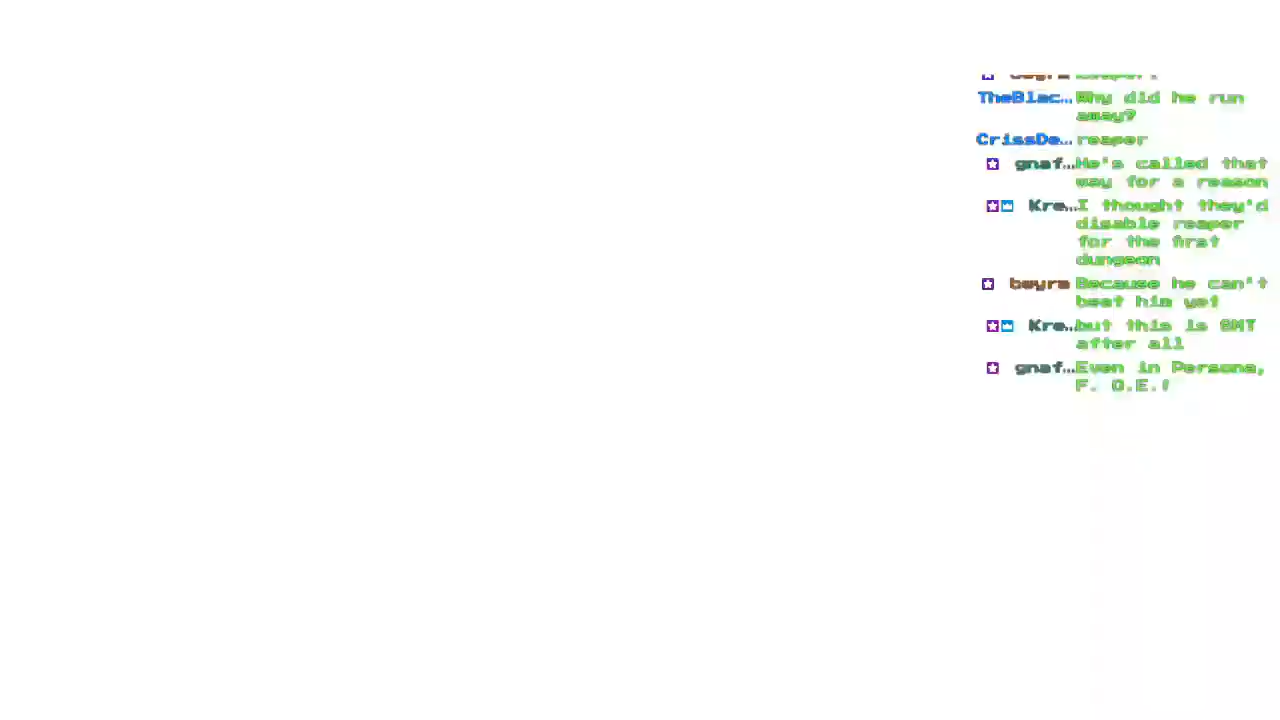 TheBlac… Why did he run
away?
CrissDe… reaper
gnaf… He's called that
way for a reason
Kre… I thought they'd
disable reaper
for the first
dungeon
bwyrm Because he can't
beat him yet
Kre… but this is SMT
after all
gnaf… Even in Persona,
F. O.E.!